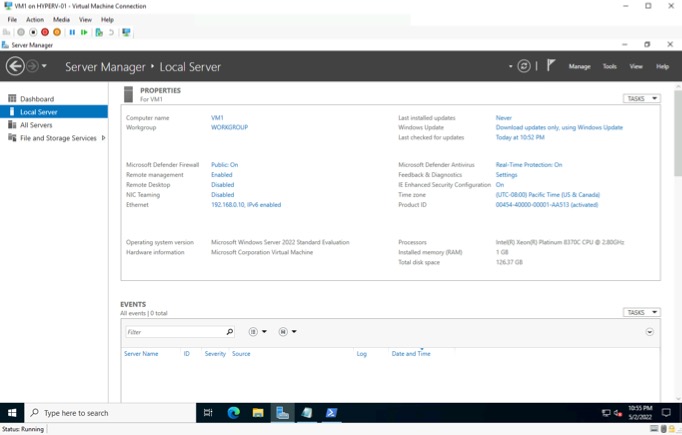 VM1 on HYPERV-01 - Virtual Machine Connection
File Action Media View Help
Server Manager
Server Manager • Local Server
Manage Tools View Help
Dashboard
Local Server
All Servers
File and Storage Services
PROPERTIES
For VM1
TASKS
Computer name VM1
Workgroup WORKGROUP
Last installed updates Never
Windows Update Download updates only, using Windows Update
Last checked for updates Today at 10:52 PM
Microsoft Defender Firewall Public: On
Remote management Enabled
Remote Desktop Disabled
NIC Teaming Disabled
Ethernet 192.168.0.10, IPv6 enabled
Microsoft Defender Antivirus Real-Time Protection: On
Feedback & Diagnostics Settings
IE Enhanced Security Configuration On
Time zone (UTC-08:00) Pacific Time (US & Canada)
Product ID 00454-40000-00001-AA513 (activated)
Operating system version Microsoft Windows Server 2022 Standard Evaluation
Hardware information Microsoft Corporation Virtual Machine
Processors Intel(R) Xeon(R) Platinum 8370C CPU @ 2.80GHz
Installed memory (RAM) 1 GB
Total disk space 126.37 GB
EVENTS
All events | 0 total
TASKS
Filter
Server Name ID Severity Source Log Date and Time
Type here to search
10:55 PM
5/2/2022
Status: Running